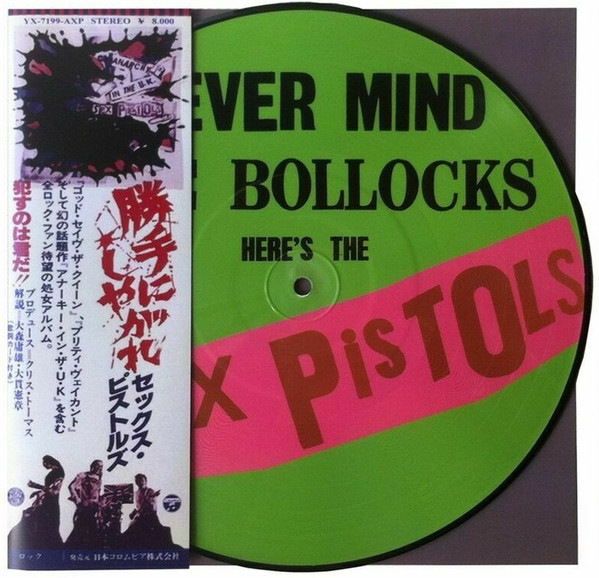 YX-7199-AXP STEREO ¥ 8.000
ANARCHY
IN THE U.K.
SEX PISTOLS
勝手に
しやがれ
セックス・
ピストルズ
『ゴッド・セイヴ・ザ・クイーン』、『プリティ・ヴェイカント』
そして幻の話題作『アナーキー・イン・ザ・U・K』を含む
全ロック・ファン待望の処女アルバム。
犯すのは君だ!!
プロデュース=クリス・トーマス
解説=大森庸雄・大貫憲章
ロック
発売元 日本コロムビア株式会社
EVER MIND
E BOLLOCKS
HERE'S THE
X PiSTOLS